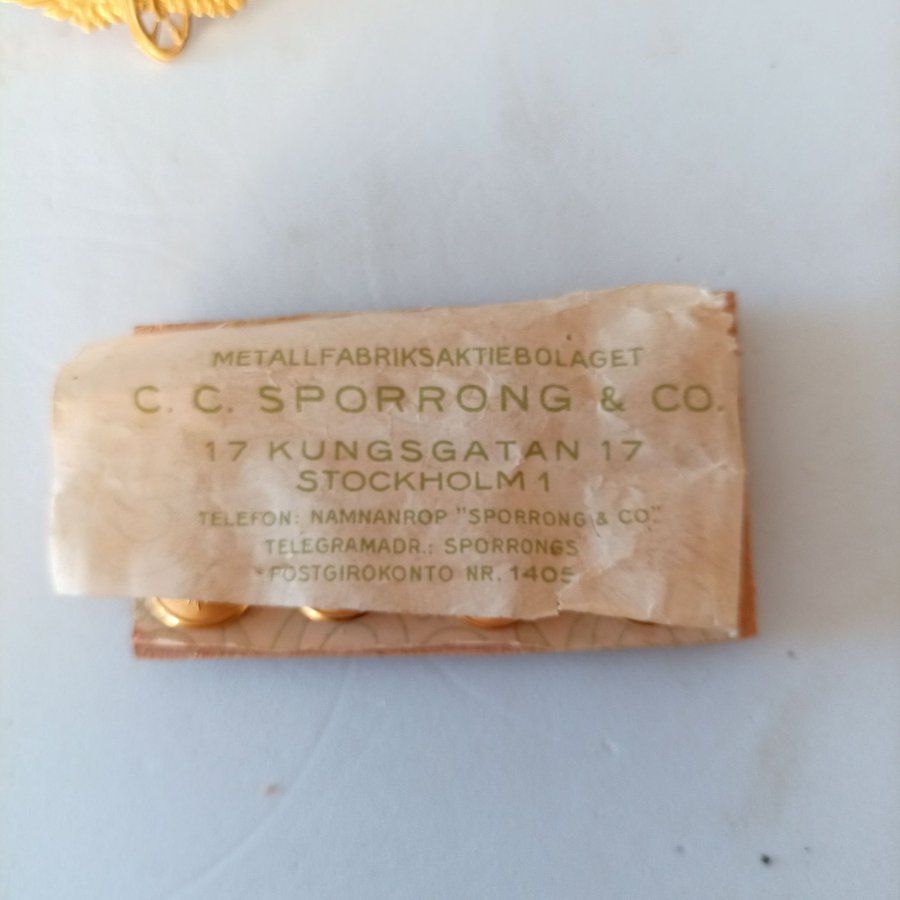 METALLFABRIKSAKTIEBOLAGET
C. C. SPORRONG & CO.
17 KUNGSGATAN 17
STOCKHOLM 1
TELEFON: NAMNANROP "SPORRONG & CO."
TELEGRAMADR.: SPORRONGS
POSTGIROKONTO NR. 1405